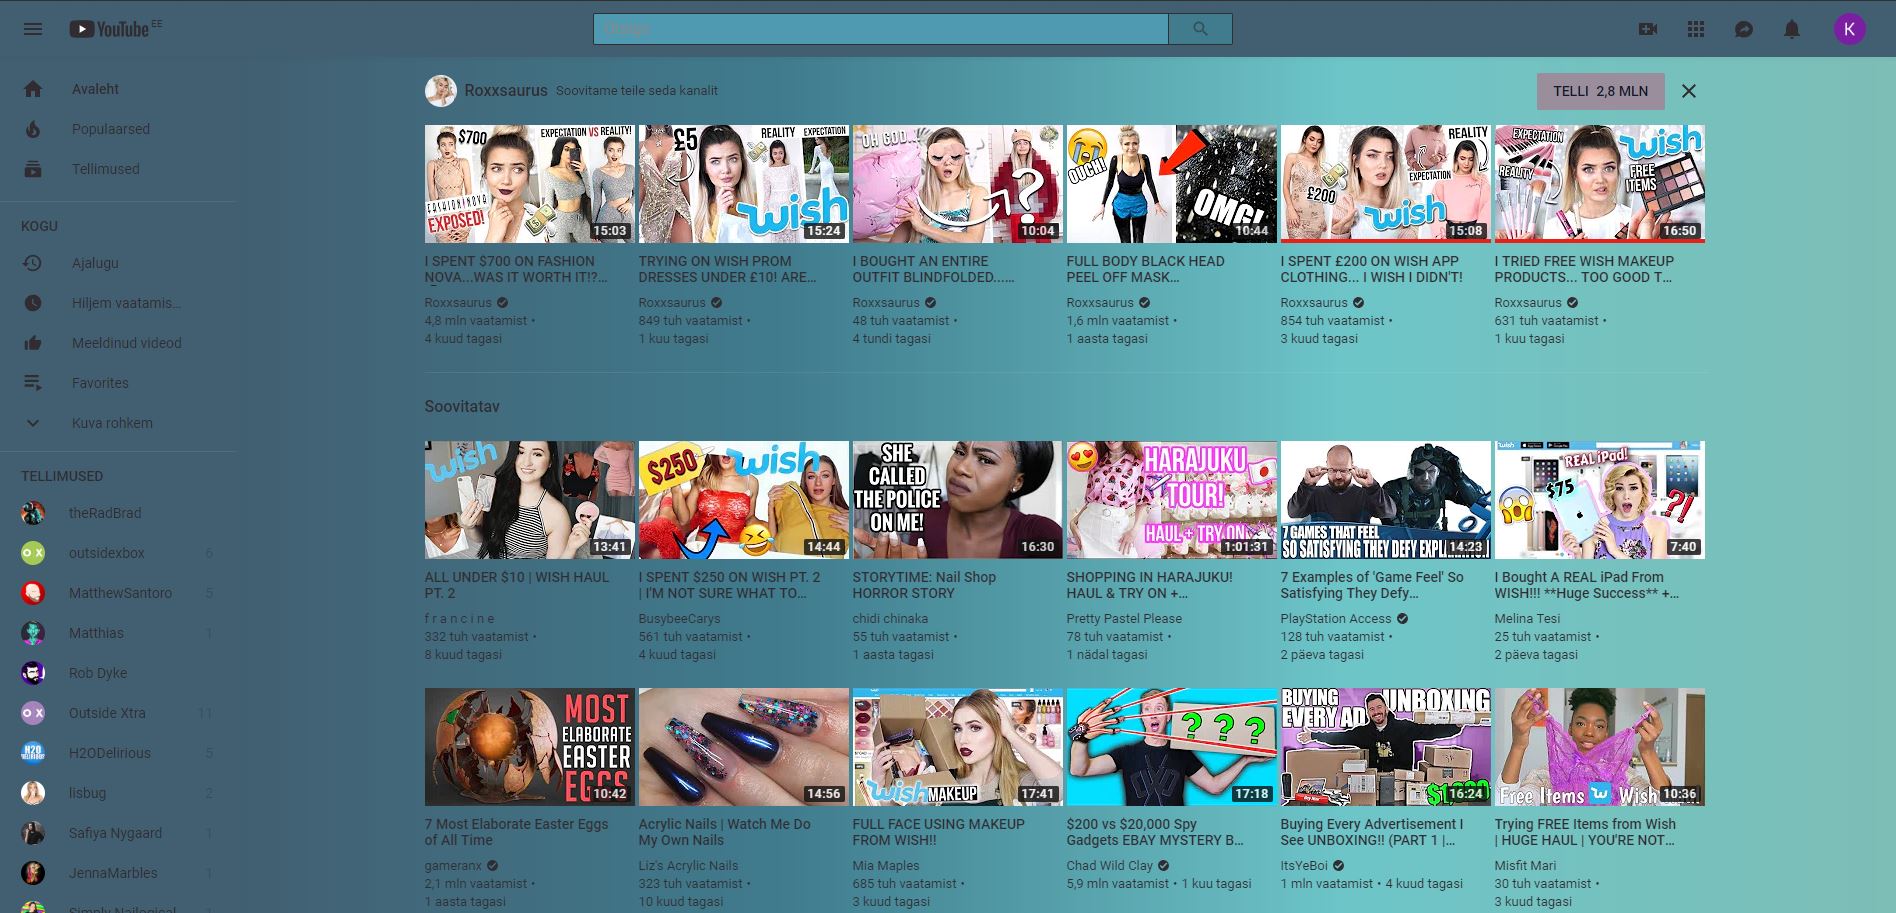 YouTube EE
K
Avaleht
Populaarsed
Tellimused
KOGU
Ajalugu
Hiljem vaatamis...
Meeldinud videod
Favorites
Kuva rohkem
TELLIMUSED
theRadBrad
outsidexbox 6
MatthewSantoro 5
Matthias 1
Rob Dyke
Outside Xtra 11
H2ODelirious 5
lisbug 2
Safiya Nygaard 1
JennaMarbles 1
Simply Nailogical 1
Roxxsaurus Soovitame teile seda kanalit
TELLI 2,8 MLN
$700 EXPECTATION VS REALITY!
FASHION NOVA
EXPOSED!
15:03
£5 REALITY EXPECTATION
wish
15:24
OH GOD...
?
10:04
OUCH!
OMG!
10:44
REALITY
EXPECTATION
£200
wish
15:08
EXPECTATION
REALITY
wish
FREE
ITEMS
16:50
I SPENT $700 ON FASHION
NOVA...WAS IT WORTH IT!?...
Roxxsaurus
4,8 mln vaatamist •
4 kuud tagasi
TRYING ON WISH PROM
DRESSES UNDER £10! ARE...
Roxxsaurus
849 tuh vaatamist •
1 kuu tagasi
I BOUGHT AN ENTIRE
OUTFIT BLINDFOLDED......
Roxxsaurus
48 tuh vaatamist •
4 tundi tagasi
FULL BODY BLACK HEAD
PEEL OFF MASK...
Roxxsaurus
1,6 mln vaatamist •
1 aasta tagasi
I SPENT £200 ON WISH APP
CLOTHING... I WISH I DIDN'T!
Roxxsaurus
854 tuh vaatamist •
3 kuud tagasi
I TRIED FREE WISH MAKEUP
PRODUCTS... TOO GOOD T...
Roxxsaurus
631 tuh vaatamist •
1 kuu tagasi
Soovitatav
wish
13:41
$250 wish
14:44
SHE
CALLED
THE POLICE
ON ME!
16:30
HARAJUKU
TOUR!
HAUL + TRY ON
1:01:31
7 GAMES THAT FEEL
SO SATISFYING THEY DEFY
14:23
wish
REAL iPad!
$75
?!
7:40
ALL UNDER $10 | WISH HAUL
PT. 2
f r a n c i n e
332 tuh vaatamist •
8 kuud tagasi
I SPENT $250 ON WISH PT. 2
| I'M NOT SURE WHAT TO...
BusybeeCarys
561 tuh vaatamist •
4 kuud tagasi
STORYTIME: Nail Shop
HORROR STORY
chidi chinaka
55 tuh vaatamist •
1 aasta tagasi
SHOPPING IN HARAJUKU!
HAUL & TRY ON +...
Pretty Pastel Please
78 tuh vaatamist •
1 nädal tagasi
7 Examples of 'Game Feel' So
Satisfying They Defy...
PlayStation Access
128 tuh vaatamist •
2 päeva tagasi
I Bought A REAL iPad From
WISH!!! **Huge Success** +...
Melina Tesi
25 tuh vaatamist •
2 päeva tagasi
MOST
ELABORATE
EASTER
EGGS
10:42
14:56
wish MAKEUP
17:41
? ? ?
17:18
BUYING UNBOXING
EVERY AD
16:24
Free Items Wish
10:36
7 Most Elaborate Easter Eggs
of All Time
gameranx
2,1 mln vaatamist •
1 aasta tagasi
Acrylic Nails | Watch Me Do
My Own Nails
Liz's Acrylic Nails
323 tuh vaatamist •
10 kuud tagasi
FULL FACE USING MAKEUP
FROM WISH!!
Mia Maples
685 tuh vaatamist •
3 kuud tagasi
$200 vs $20,000 Spy
Gadgets EBAY MYSTERY B...
Chad Wild Clay
5,9 mln vaatamist • 1 kuu tagasi
Buying Every Advertisement I
See UNBOXING!! (PART 1 |...
ItsYeBoi
1 mln vaatamist • 4 kuud tagasi
Trying FREE Items from Wish
| HUGE HAUL | YOU'RE NOT...
Misfit Mari
30 tuh vaatamist •
3 kuud tagasi